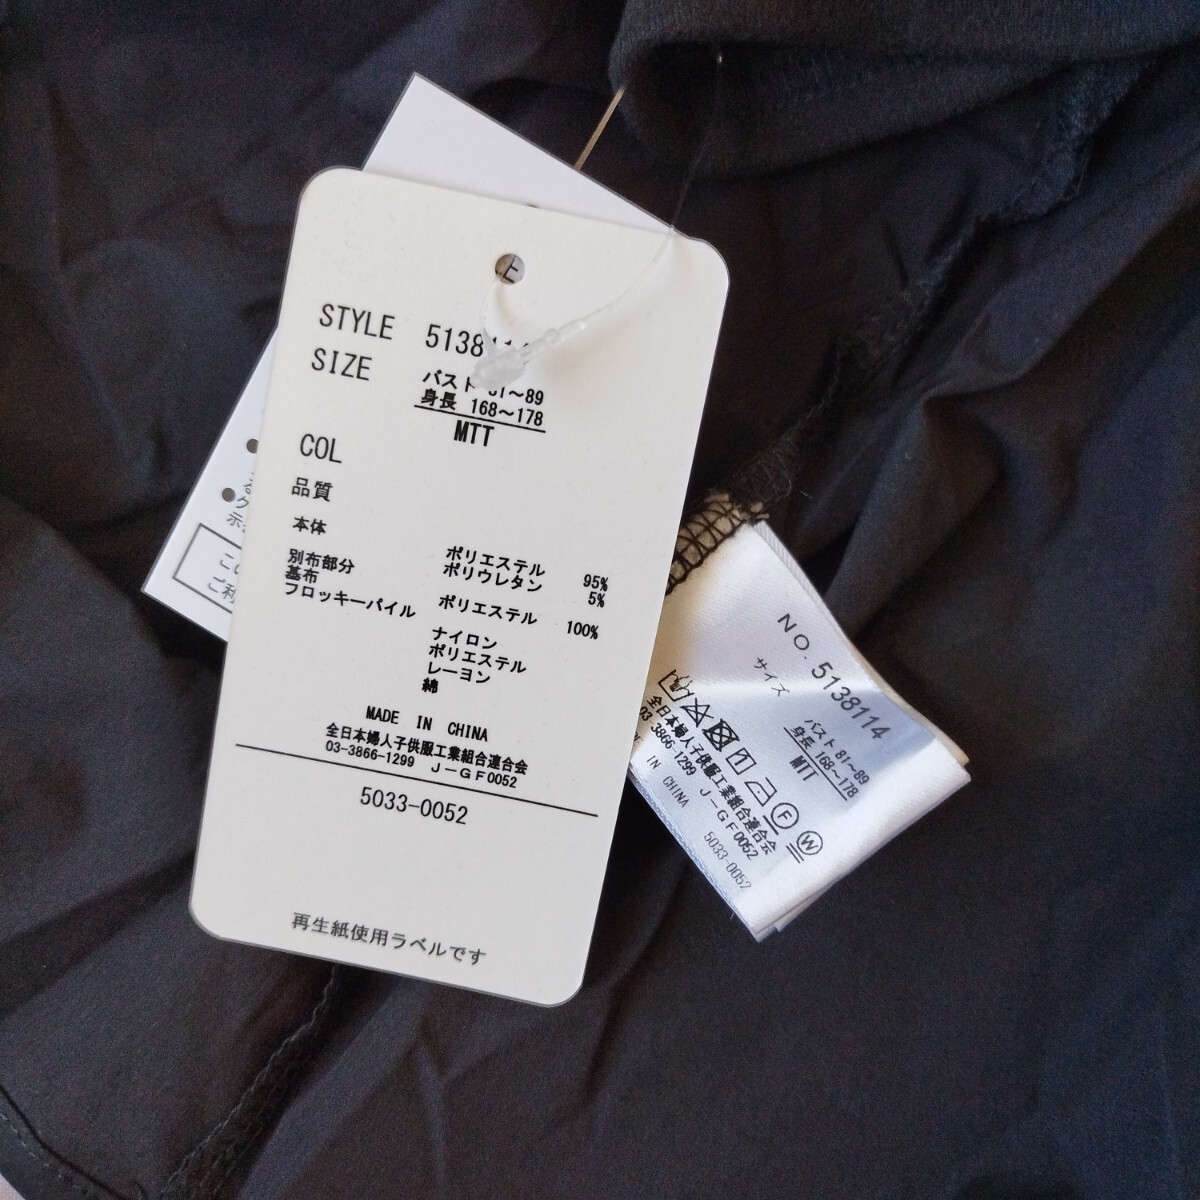 上
STYLE 5138114
SIZE バスト 81～89
身長 168～178
MTT
COL
品質
本体
ポリエステル 95%
ポリウレタン 5%
別布部分
基布 ポリエステル 100%
フロッキーパイル
ナイロン
ポリエステル
レーヨン
綿
MADE IN CHINA
全日本婦人子供服工業組合連合会
03-3866-1299 J-GF0052
5033-0052
再生紙使用ラベルです
NO. 5138114
サイズ
バスト 81～89
身長 168～178
MTT
F
W
全日本婦人子供服工業組合連合会
03-3866-1299 J-GF0052
IN CHINA
5033-0052